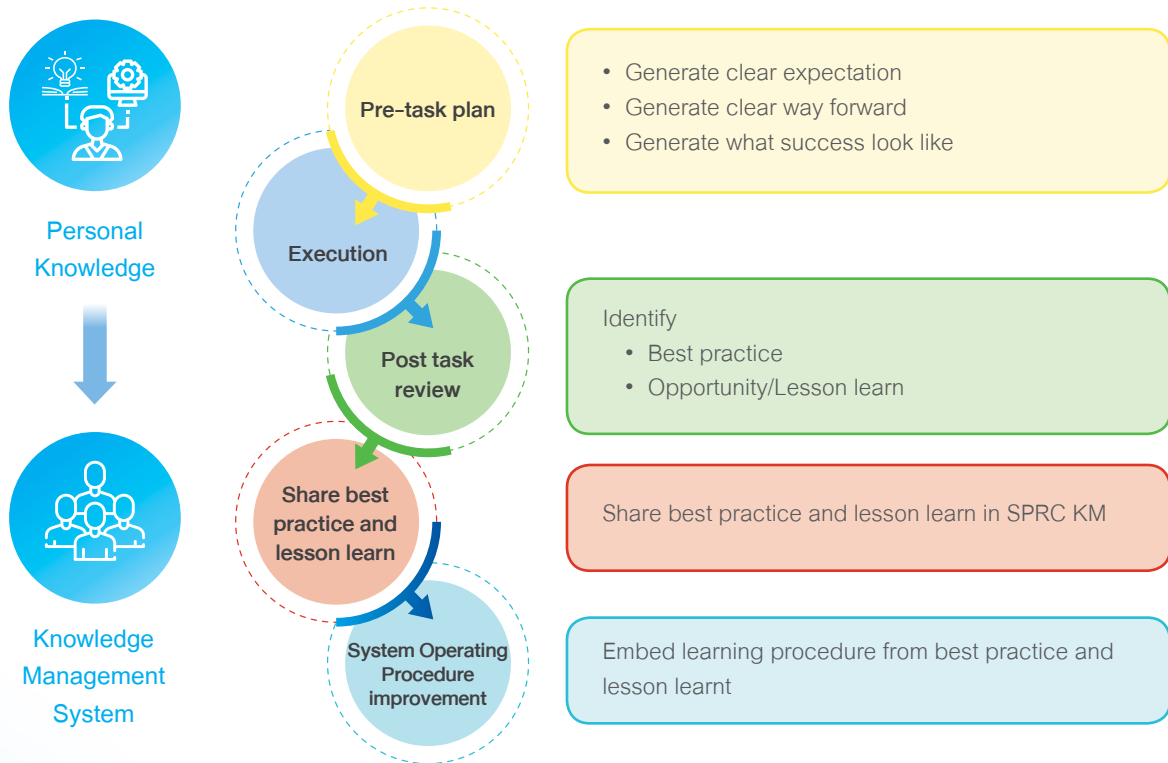 Personal
Knowledge
Knowledge
Management
System
Pre-task plan
Execution
Post task
review
Share best
practice and
lesson learn
System Operating
Procedure
improvement
• Generate clear expectation
• Generate clear way forward
• Generate what success look like
Identify
• Best practice
• Opportunity/Lesson learn
Share best practice and lesson learn in SPRC KM
Embed learning procedure from best practice and
lesson learnt